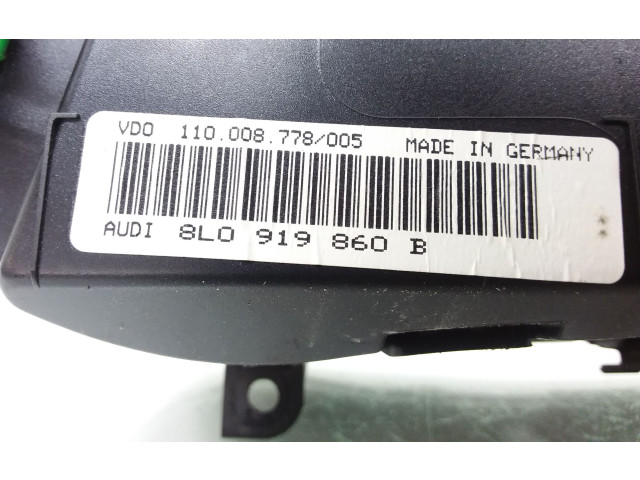 VDO 110.008.778/005 MADE IN GERMANY
AUDI 8L0 919 860 B